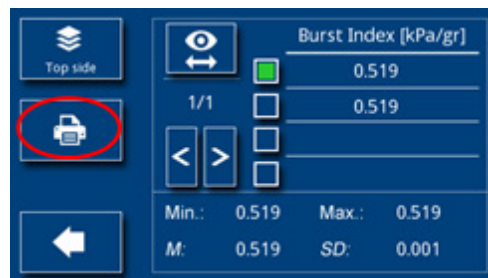 Burst Index [kPa/gr]
Top side
0.519
1/1
0.519
< >
Min.: 0.519 Max.: 0.519
M: 0.519 SD: 0.001